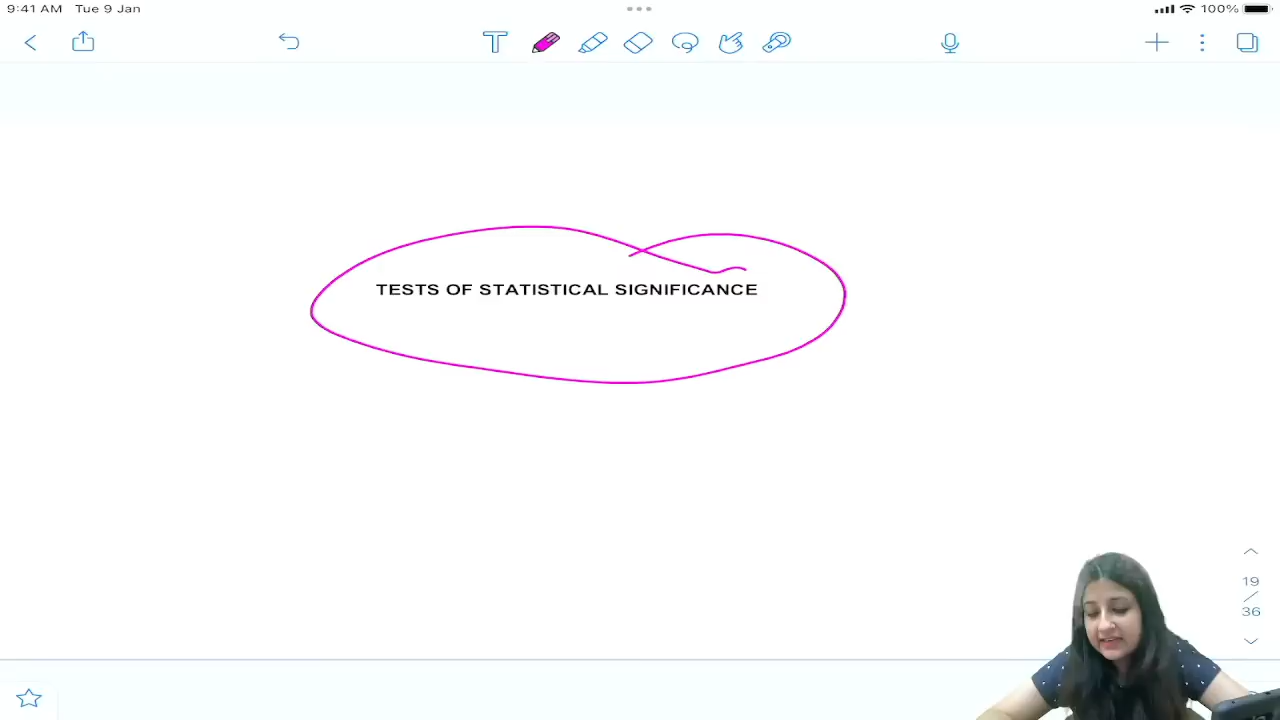 9:41 AM Tue 9 Jan
100%
T
TESTS OF STATISTICAL SIGNIFICANCE
19
36